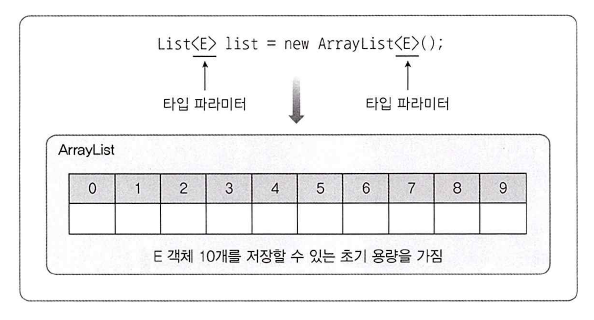 List<E> list = new ArrayList<E>();
타입 파라미터 타입 파라미터
ArrayList
0 1 2 3 4 5 6 7 8 9
E 객체 10개를 저장할 수 있는 초기 용량을 가짐